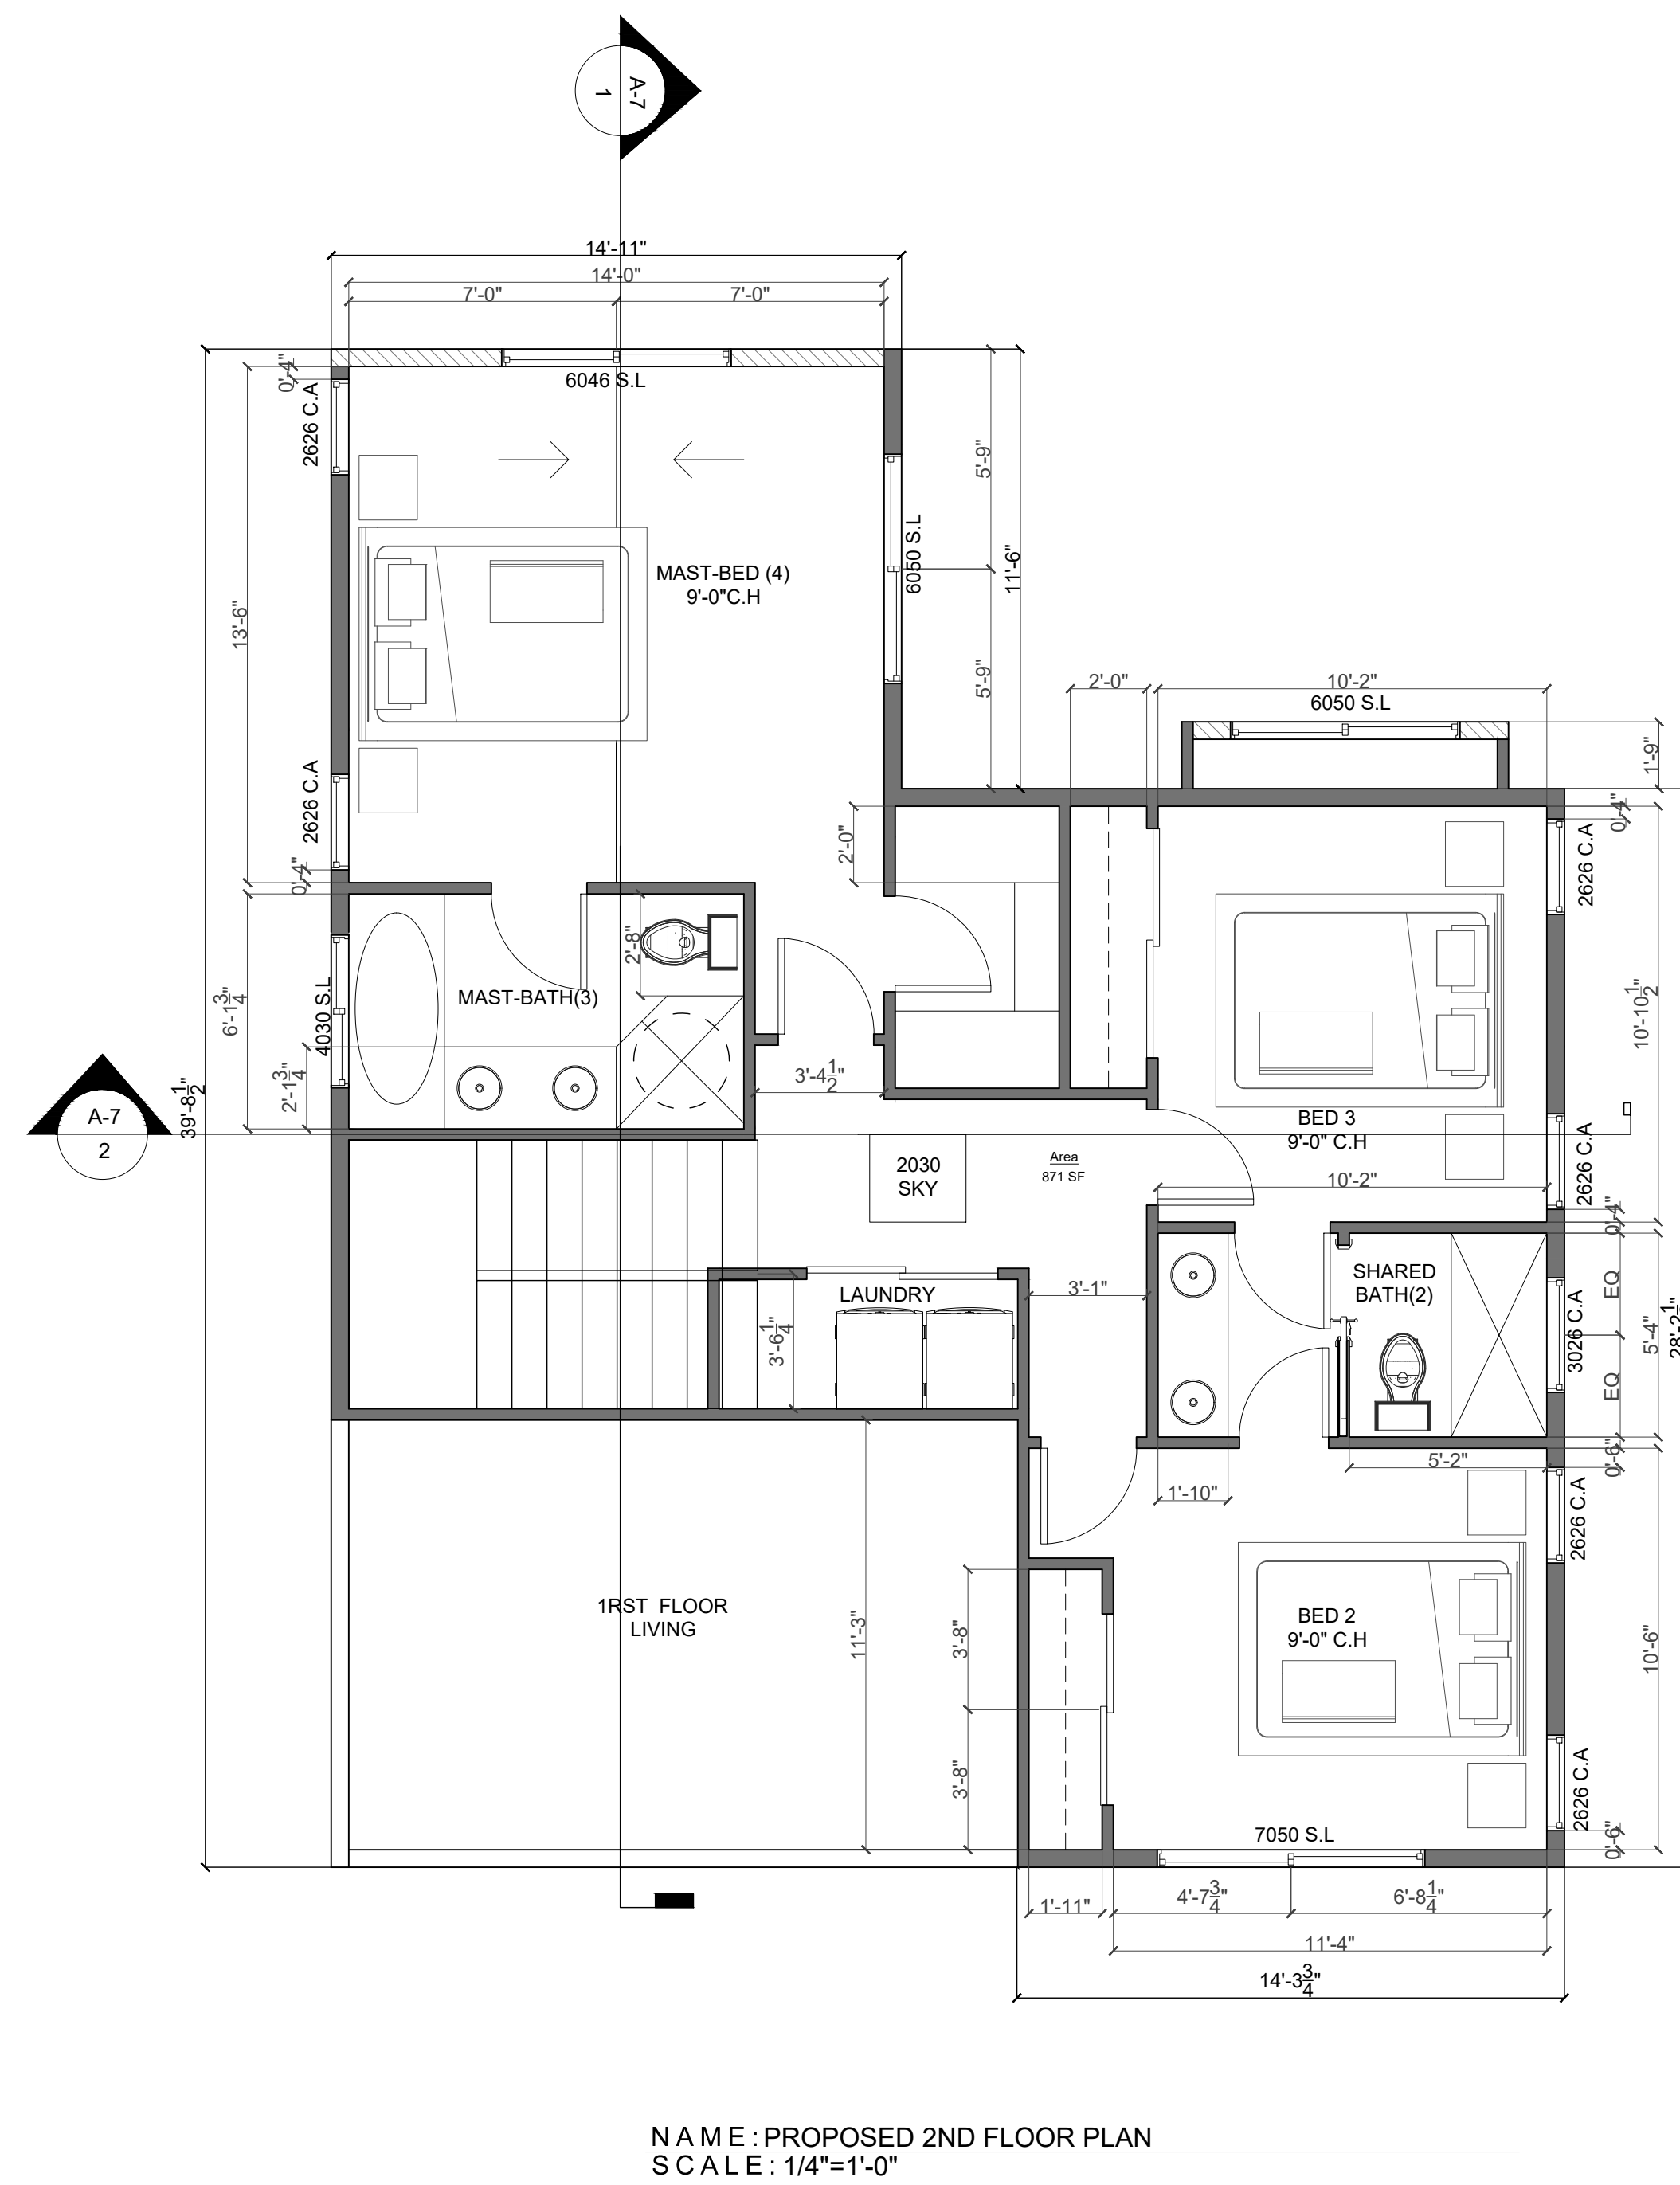 A-7
1
14'-11"
14'-0"
7'-0"
7'-0"
0'-4"
6046 S.L
2626 C.A
5'-9"
6050 S.L
11'-6"
MAST-BED (4)
9'-0"C.H
13'-6"
5'-9"
2'-0"
10'-2"
6050 S.L
1'-9"
2626 C.A
0'-4"
2'-0"
0'-4"
2626 C.A
2'-8"
MAST-BATH(3)
6'-1 3/4"
4030 S.L
10'-10 1/2"
2'-1 3/4"
3'-4 1/2"
39'-8 1/2"
A-7
2
BED 3
9'-0" C.H
2626 C.A
Area
871 SF
2030
SKY
10'-2"
0'-4"
SHARED
BATH(2)
EQ
LAUNDRY
3'-1"
3'-6 1/4"
3026 C.A
5'-4"
28'-2 1/2"
EQ
5'-2"
0'-6"
1'-10"
2626 C.A
1RST FLOOR
LIVING
11'-3"
3'-8"
BED 2
9'-0" C.H
10'-6"
3'-8"
2626 C.A
7050 S.L
0'-6"
1'-11"
4'-7 3/4"
6'-8 1/4"
11'-4"
14'-3 3/4"
NAME: PROPOSED 2ND FLOOR PLAN
SCALE: 1/4"=1'-0"